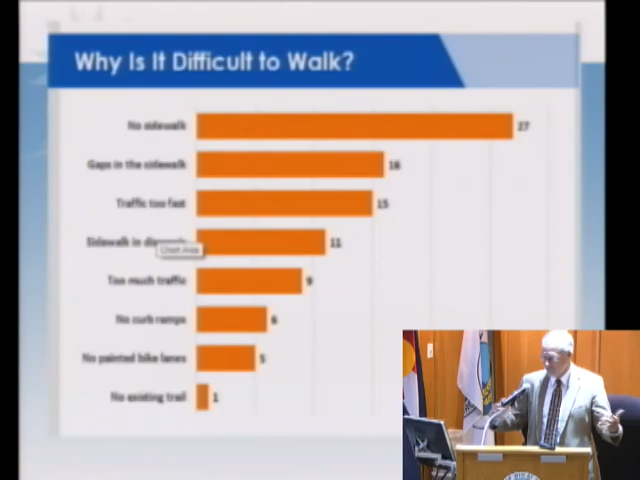 Why Is It Difficult to Walk?
No sidewalk 27
Gaps in the sidewalk 16
Traffic too fast 15
Sidewalk in 11
Chart Area
Too much traffic 9
No curb ramps 6
No painted bike lanes 5
No existing trail 1